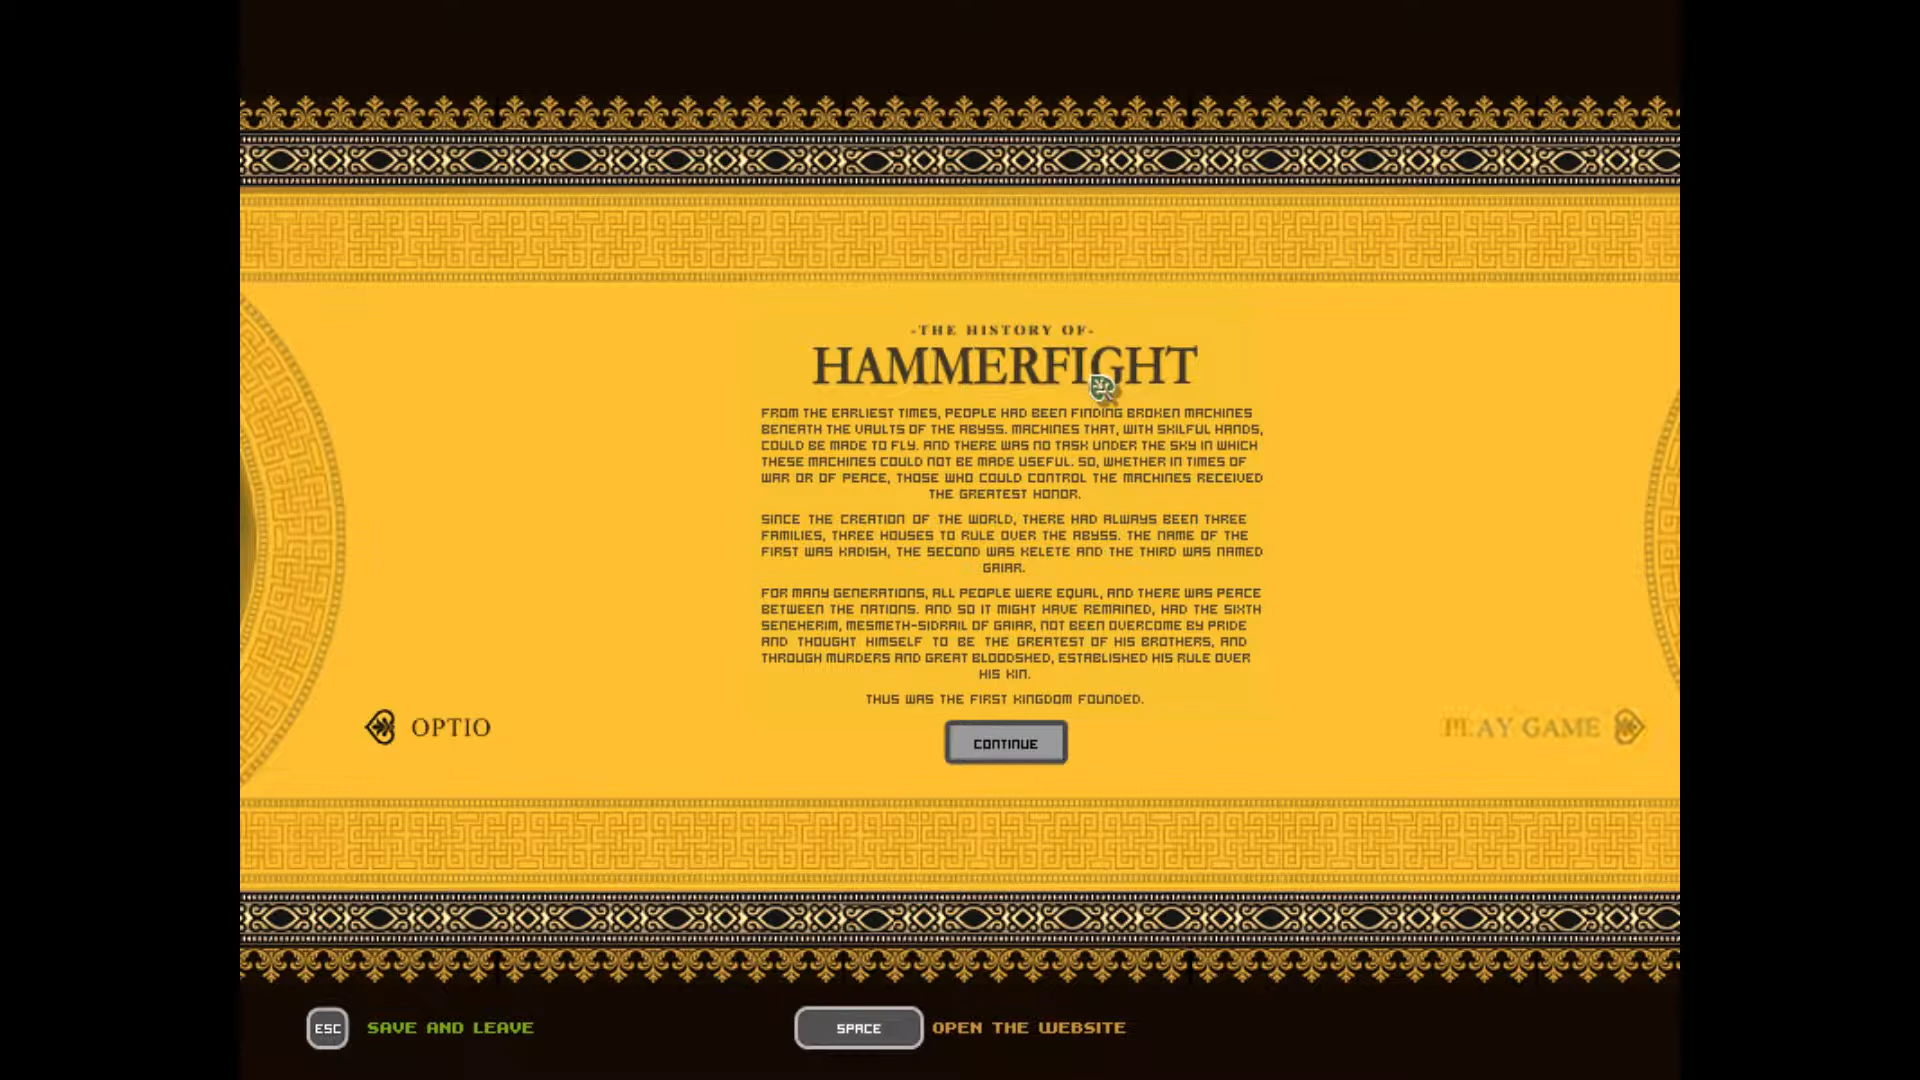 -THE HISTORY OF-
HAMMERFIGHT
FROM THE EARLIEST TIMES, PEOPLE HAD BEEN FINDING BROKEN MACHINES
BENEATH THE VAULTS OF THE ABYSS. MACHINES THAT, WITH SKILFUL HANDS,
COULD BE MADE TO FLY. AND THERE WAS NO TASK UNDER THE SKY IN WHICH
THESE MACHINES COULD NOT BE MADE USEFUL. SO, WHETHER IN TIMES OF
WAR OR OF PEACE, THOSE WHO COULD CONTROL THE MACHINES RECEIVED
THE GREATEST HONOR.
SINCE THE CREATION OF THE WORLD, THERE HAD ALWAYS BEEN THREE
FAMILIES, THREE HOUSES TO RULE OVER THE ABYSS. THE NAME OF THE
FIRST WAS KADISH, THE SECOND WAS KELETE AND THE THIRD WAS NAMED
GAIAR.
FOR MANY GENERATIONS, ALL PEOPLE WERE EQUAL, AND THERE WAS PEACE
BETWEEN THE NATIONS. AND SO IT MIGHT HAVE REMAINED, HAD THE SIXTH
SENEHERIM, MESMETH-SIDRAIL OF GAIAR, NOT BEEN OVERCOME BY PRIDE
AND THOUGHT HIMSELF TO BE THE GREATEST OF HIS BROTHERS, AND
THROUGH MURDERS AND GREAT BLOODSHED, ESTABLISHED HIS RULE OVER
HIS KIN.
THUS WAS THE FIRST KINGDOM FOUNDED.
OPTIO
PLAY GAME
CONTINUE
ESC SAVE AND LEAVE
SPACE OPEN THE WEBSITE